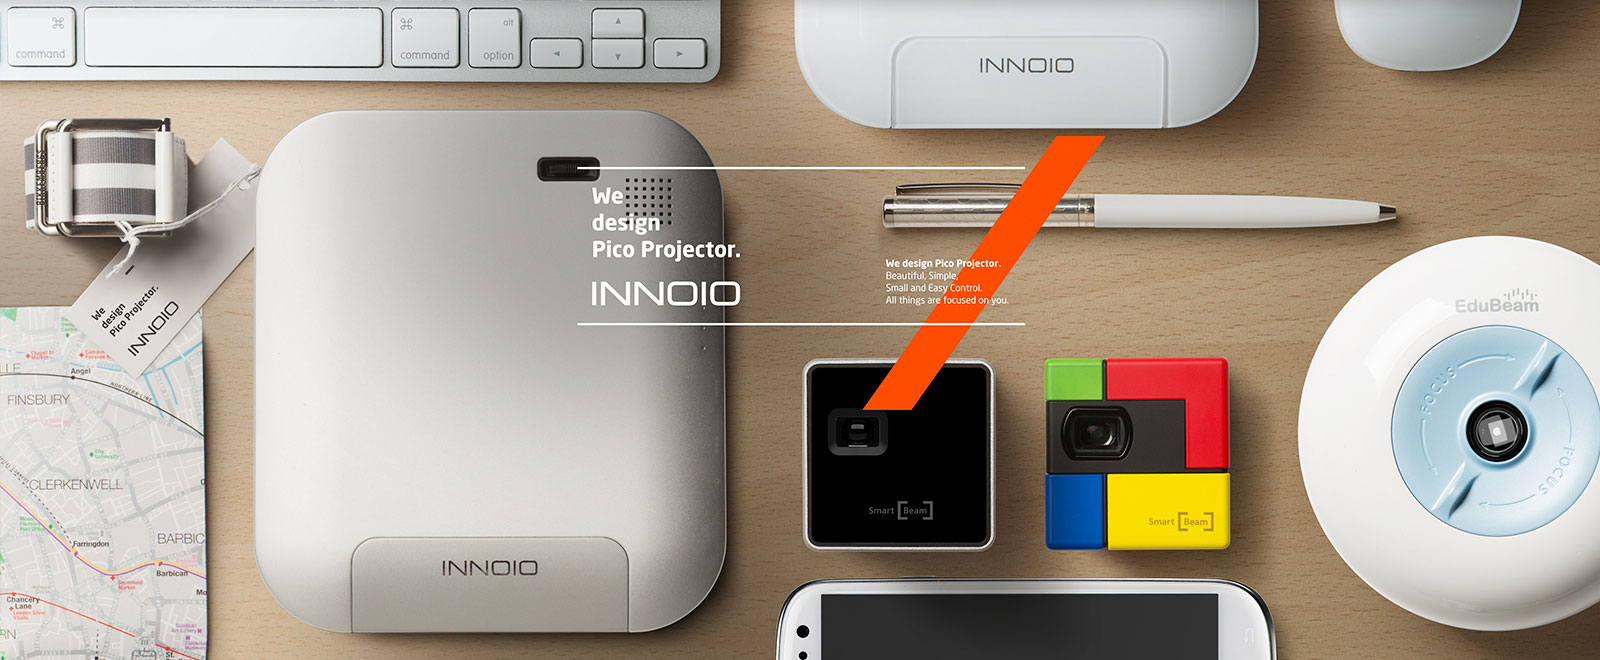 command
⌘
command
⌘
alt
option
INNOIO
We
design
Pico Projector.
INNOIO
We design Pico Projector.
Beautiful, Simple,
Small and Easy Control.
All things are focused on you.
We
design
Pico Projector.
INNOIO
INNOIO
Smart [Beam]
Smart [Beam]
EduBeam
FOCUS
FOCUS
Angel
NORTHERN LINE
FINSBURY
CLERKENWELL
Farringdon
BARBIC
Barbican
Chancery
Lane